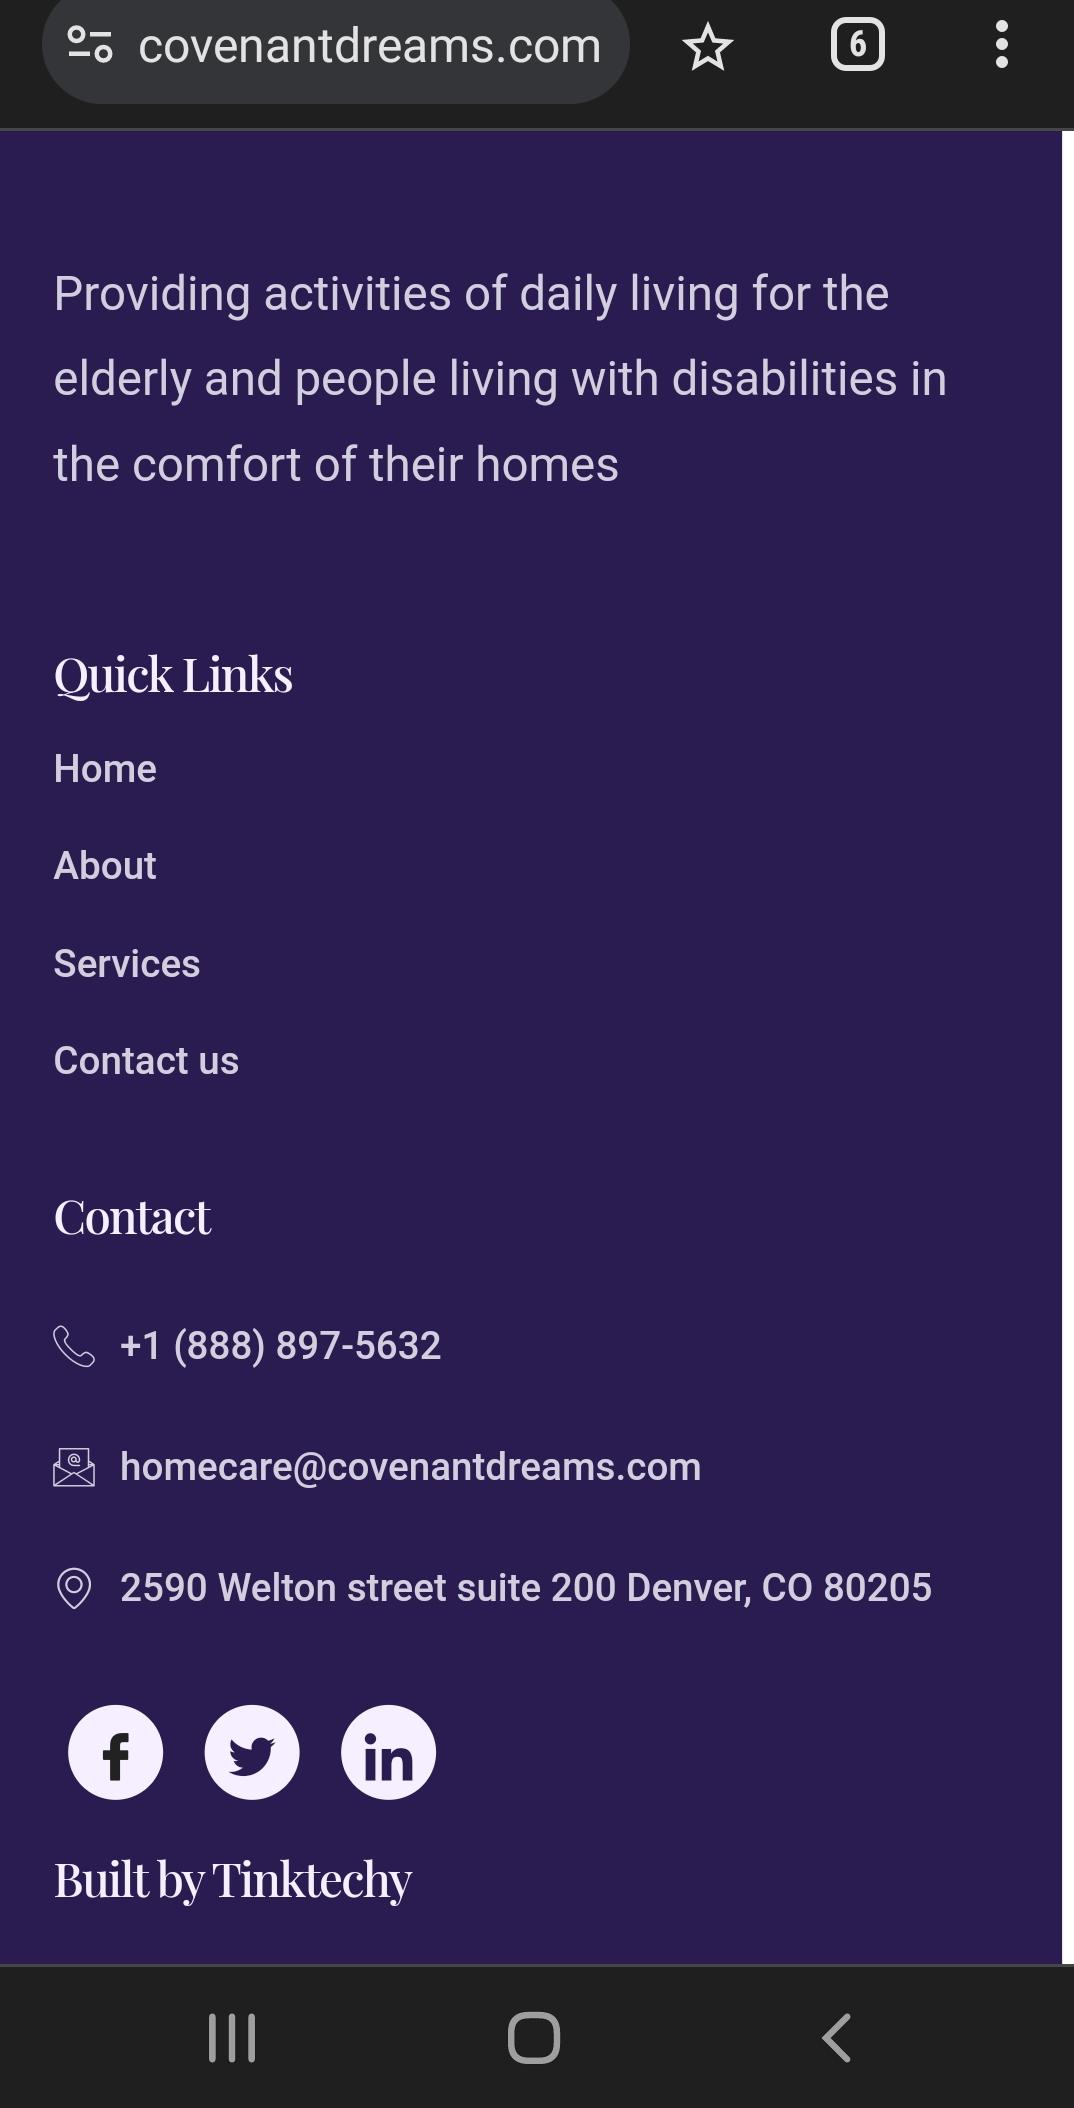 covenantdreams.com
6
Providing activities of daily living for the
elderly and people living with disabilities in
the comfort of their homes
Quick Links
Home
About
Services
Contact us
Contact
+1 (888) 897-5632
homecare@covenantdreams.com
2590 Welton street suite 200 Denver, CO 80205
Built by Tinktechy